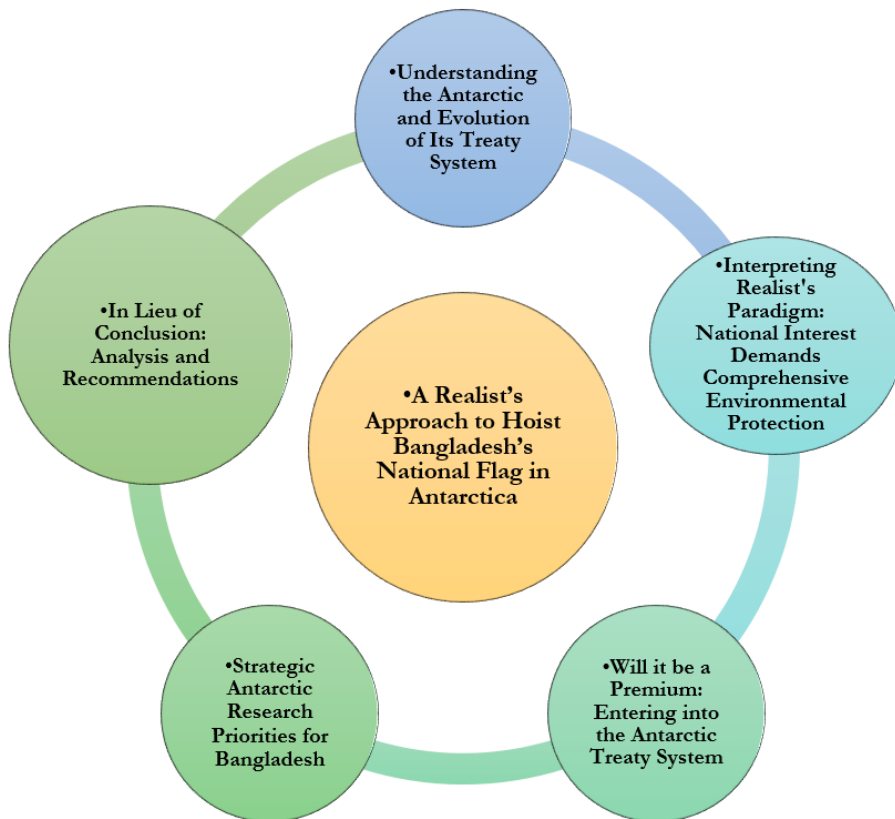 •Understanding
the Antarctic
and Evolution
of Its Treaty
System
•Interpreting
Realist's
Paradigm:
National Interest
Demands
Comprehensive
Environmental
Protection
•In Lieu of
Conclusion:
Analysis and
Recommendations
•A Realist’s
Approach to Hoist
Bangladesh’s
National Flag in
Antarctica
•Strategic
Antarctic
Research
Priorities for
Bangladesh
•Will it be a
Premium:
Entering into
the Antarctic
Treaty System